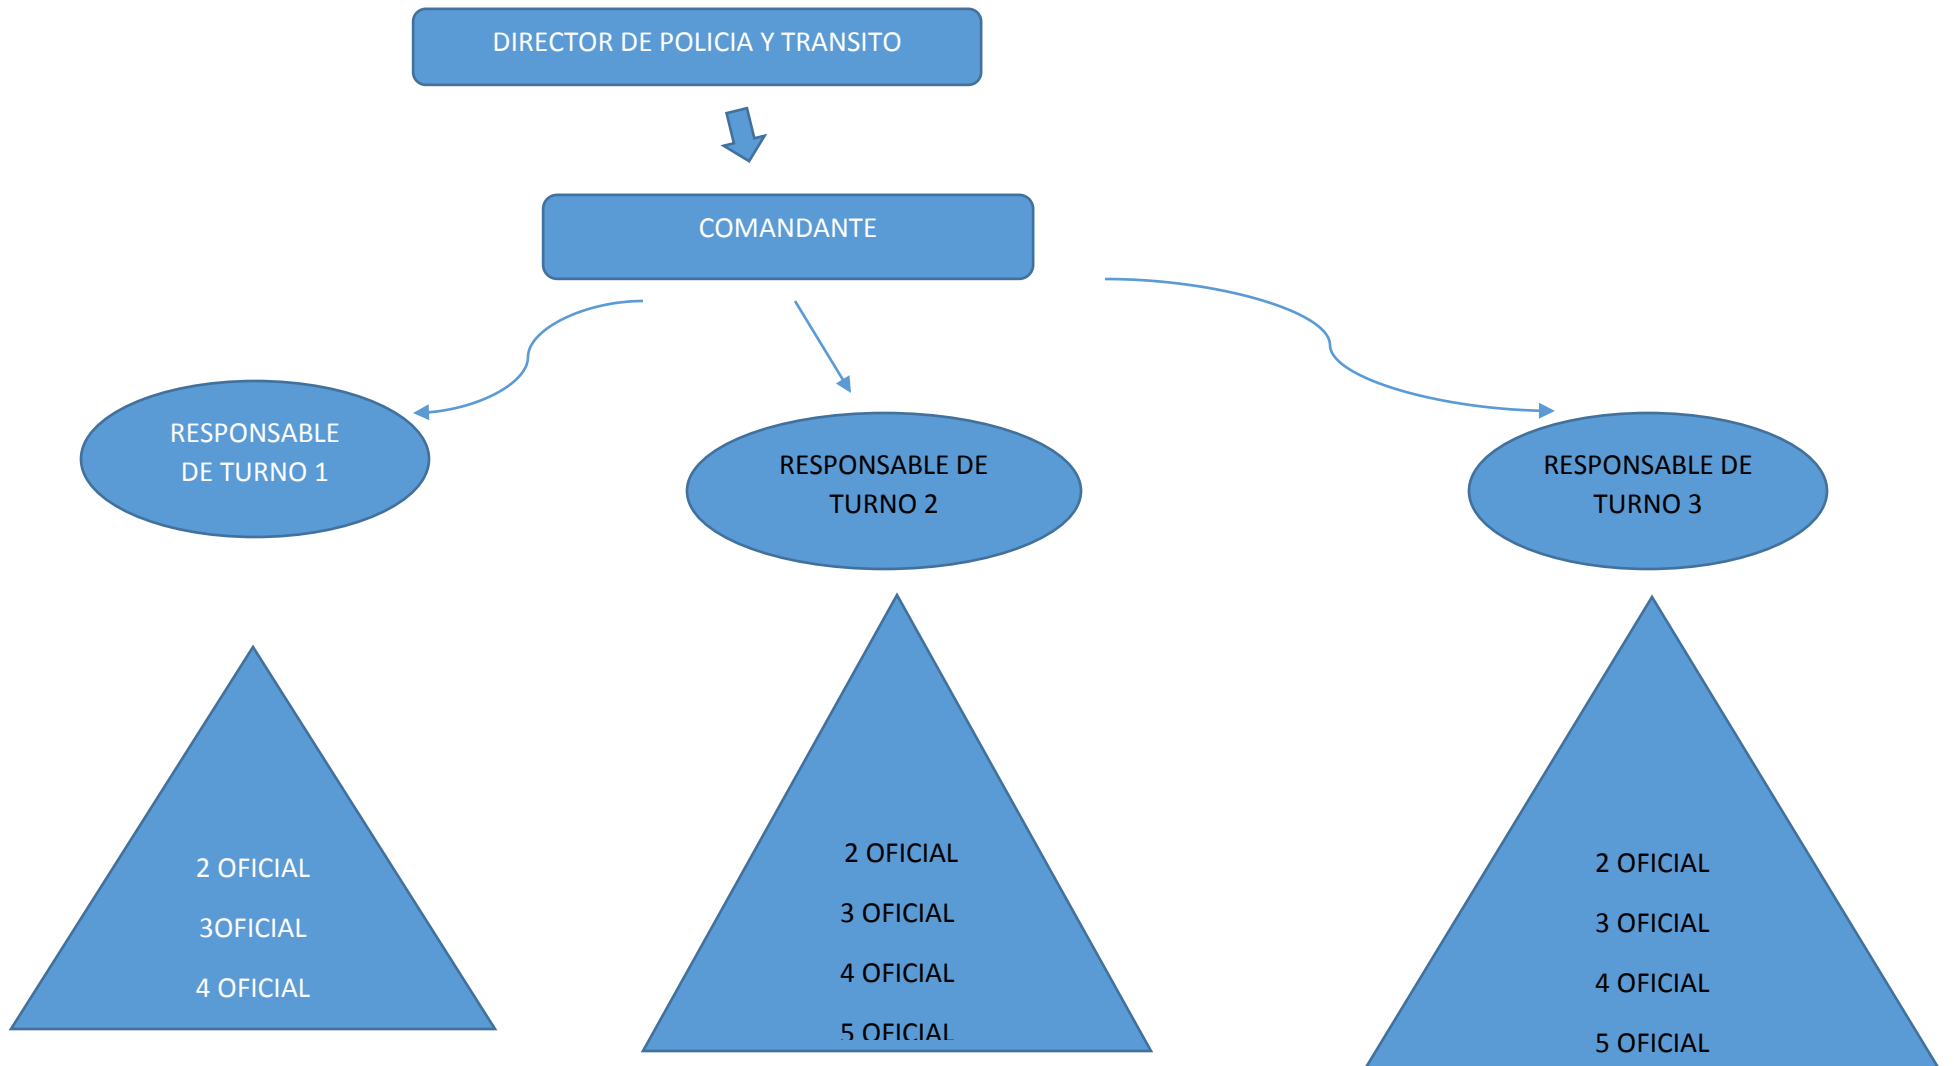 DIRECTOR DE POLICIA Y TRANSITO
COMANDANTE
RESPONSABLE
DE TURNO 1
RESPONSABLE DE
TURNO 2
RESPONSABLE DE
TURNO 3
2 OFICIAL
3OFICIAL
4 OFICIAL
2 OFICIAL
3 OFICIAL
4 OFICIAL
5 OFICIAL
2 OFICIAL
3 OFICIAL
4 OFICIAL
5 OFICIAL